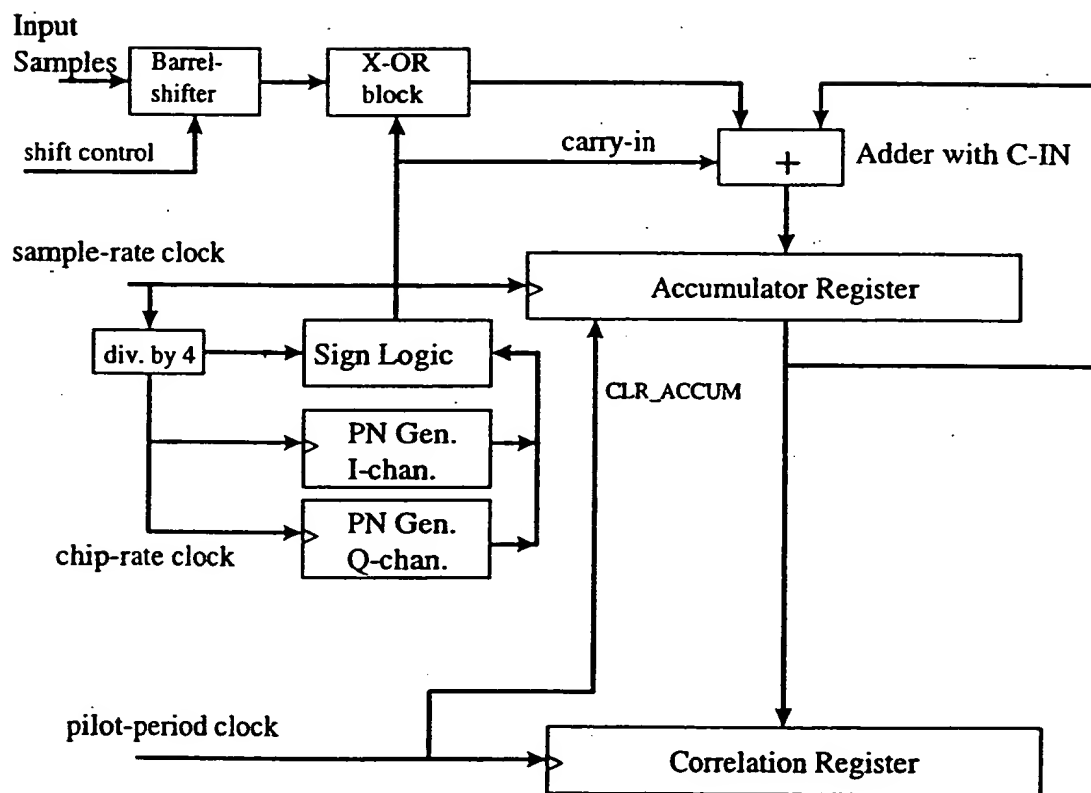 Input
Samples
Barrel-
shifter
X-OR
block
shift control
carry-in
+
Adder with C-IN
sample-rate clock
Accumulator Register
div. by 4
Sign Logic
CLR_ACCUM
PN Gen.
I-chan.
PN Gen.
Q-chan.
chip-rate clock
pilot-period clock
Correlation Register